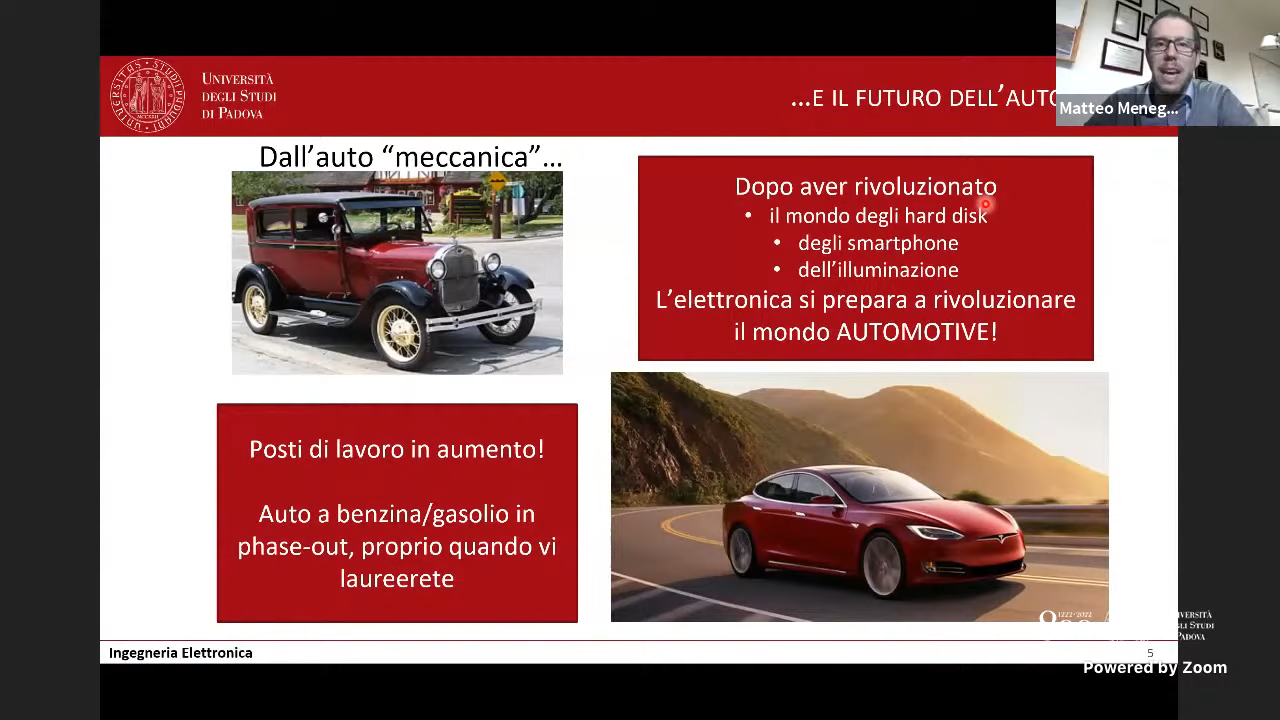 UNIVERSITÀ
DEGLI STUDI
DI PADOVA
...E IL FUTURO DELL'AUTO
Matteo Meneg...
Dall'auto "meccanica"...
Dopo aver rivoluzionato
• il mondo degli hard disk
• degli smartphone
• dell'illuminazione
L'elettronica si prepara a rivoluzionare
il mondo AUTOMOTIVE!
Posti di lavoro in aumento!
Auto a benzina/gasolio in
phase-out, proprio quando vi
laureerete
1222·2022
Ingegneria Elettronica
5
Powered by Zoom